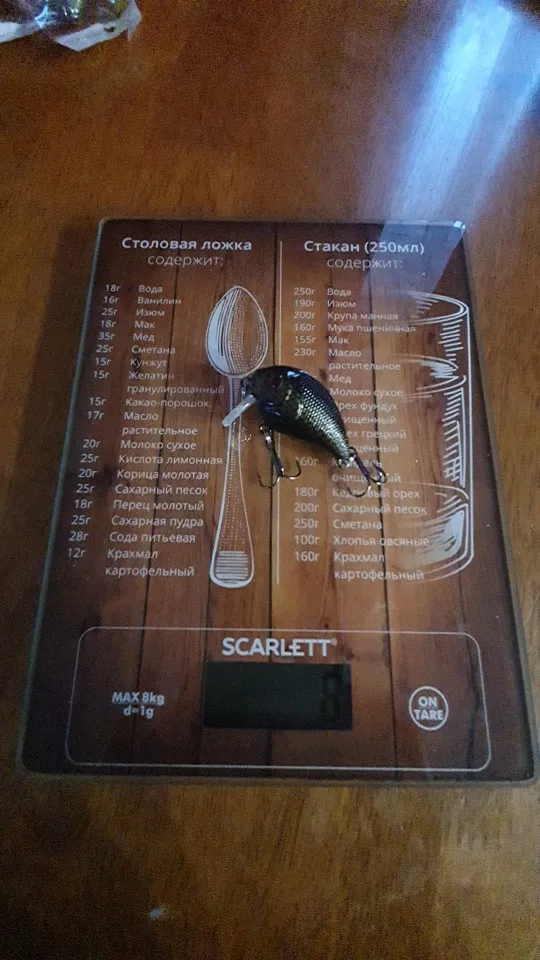 Столовая ложка
содержит:
18г Вода
16г Ванилин
25г Изюм
18г Мак
35г Мед
25г Сметана
15г Кунжут
15г Желатин
гранулированный
15г Какао-порошок
17г Масло
растительное
20г Молоко сухое
25г Кислота лимонная
20г Корица молотая
25г Сахарный песок
18г Перец молотый
25г Сахарная пудра
28г Сода питьевая
12г Крахмал
картофельный
Стакан (250мл)
содержит:
250г Вода
190г Изюм
200г Крупа манная
160г Мука пшеничная
155г Мак
230г Масло
растительное
Мед
Молоко сухое
фундук
грецкий
160г
180г Кедровый орех
200г Сахарный песок
250г Сметана
100г Хлопья овсяные
160г Крахмал
картофельный
SCARLETT®
MAX 8kg
d=1g
8
ON
TARE